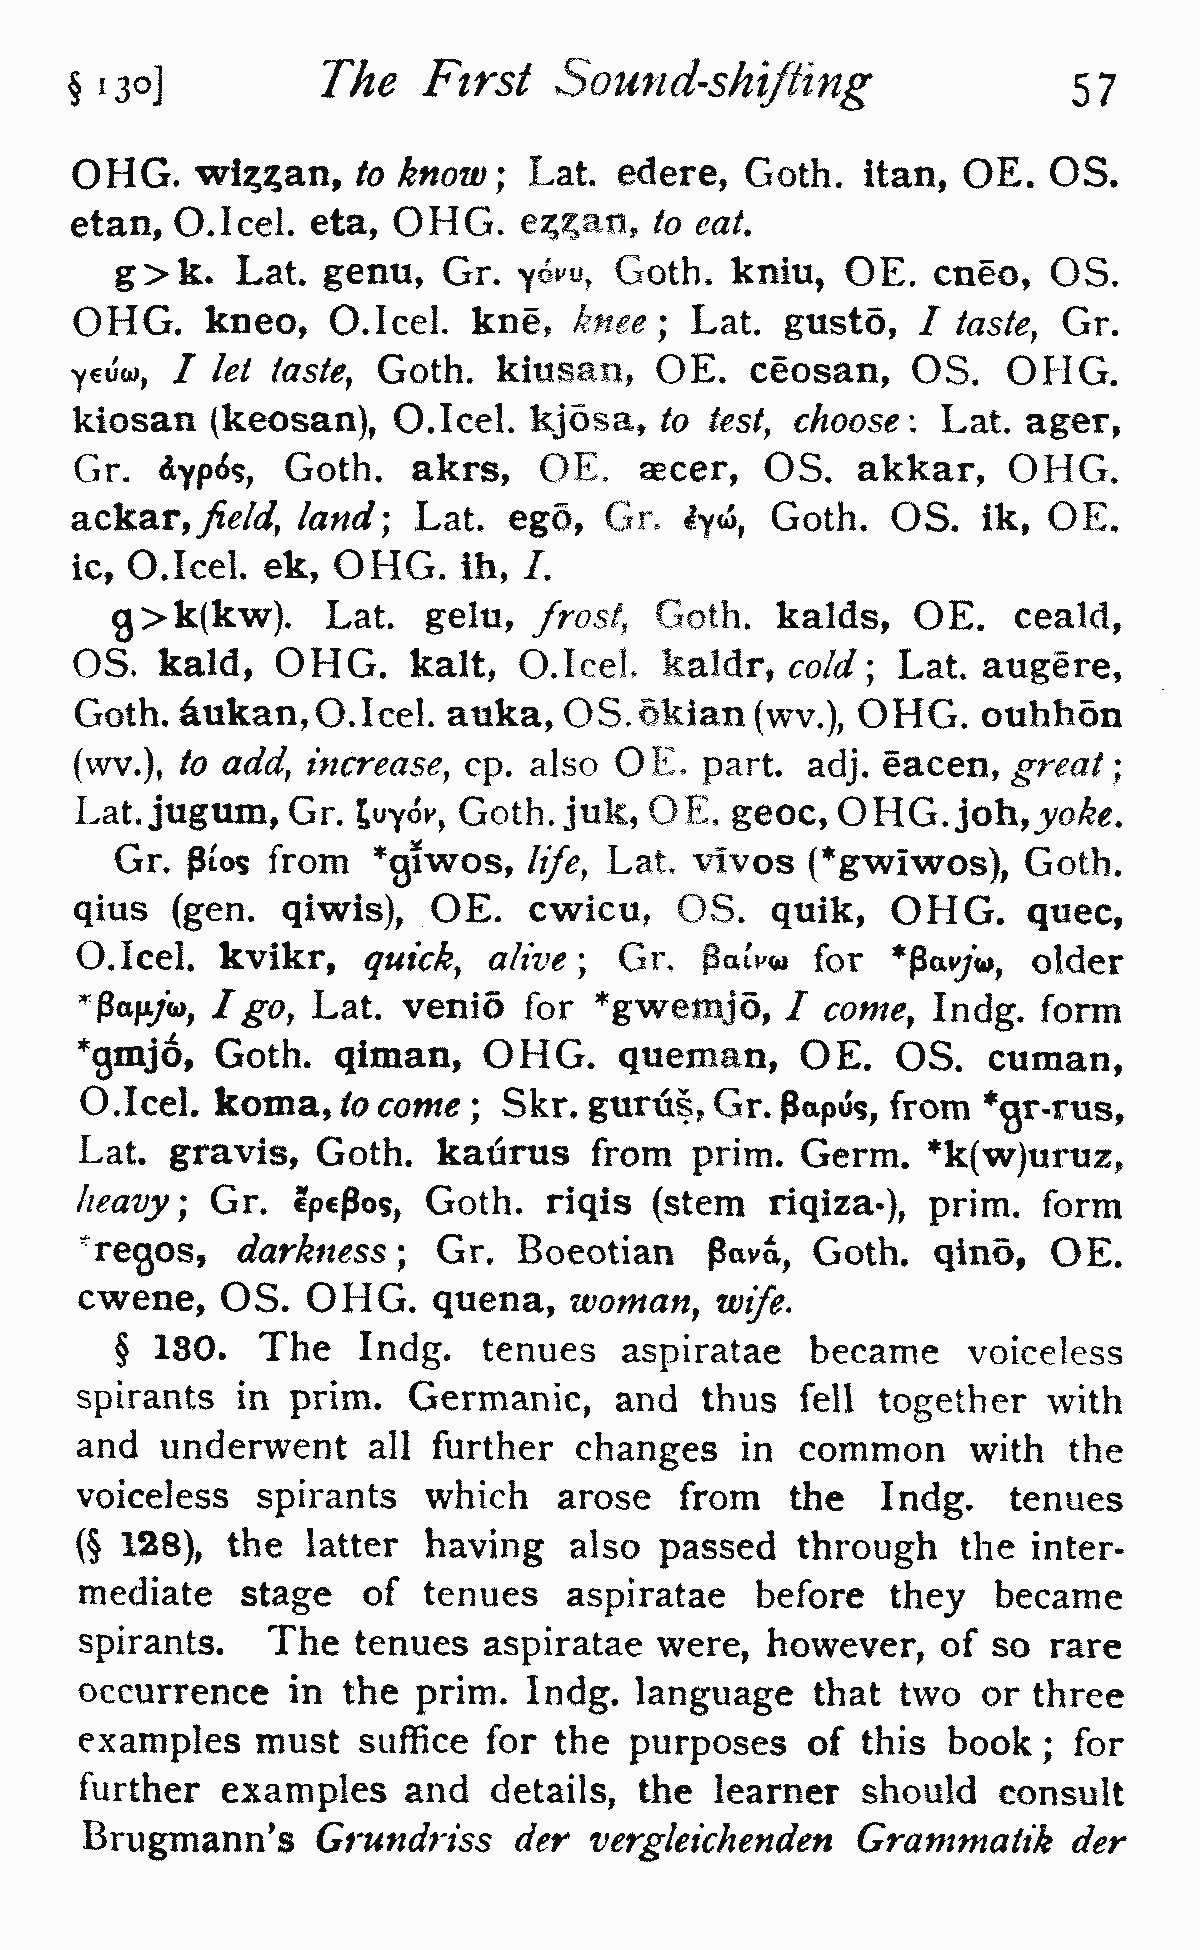 § 130] The First Sound-shifting 57
OHG. wiʒʒan, to know; Lat. edere, Goth. itan, OE. OS.
etan, O.Icel. eta, OHG. eʒʒan, to eat.
g>k. Lat. genu, Gr. γόνυ, Goth. kniu, OE. cnēo, OS.
OHG. kneo, O.Icel. knē, knee; Lat. gustō, I taste, Gr.
γεύω, I let taste, Goth. kiusan, OE. cēosan, OS. OHG.
kiosan (keosan), O.Icel. kjōsa, to test, choose: Lat. ager,
Gr. ἀγρός, Goth. akrs, OE. æcer, OS. akkar, OHG.
ackar, field, land; Lat. egō, Gr. ἐγώ, Goth. OS. ik, OE.
ic, O.Icel. ek, OHG. ih, I.
g>k(kw). Lat. gelu, frost, Goth. kalds, OE. ceald,
OS. kald, OHG. kalt, O.Icel. kaldr, cold; Lat. augēre,
Goth. áukan, O.Icel. auka, OS. ōkian (wv.), OHG. ouhhōn
(wv.), to add, increase, cp. also OE. part. adj. ēacen, great;
Lat. jugum, Gr. ζυγόν, Goth. juk, OE. geoc, OHG. joh, yoke.
Gr. βίος from *gī̆wos, life, Lat. vīvos (*gwīwos), Goth.
qius (gen. qiwis), OE. cwicu, OS. quik, OHG. quec,
O.Icel. kvikr, quick, alive; Gr. βαίνω for *βανjω, older
*βαμjω, I go, Lat. veniō for *gwemjō, I come, Indg. form
*gmjṓ, Goth. qiman, OHG. queman, OE. OS. cuman,
O.Icel. koma, to come; Skr. gurúṣ̌, Gr. βαρύς, from *gr-rus,
Lat. gravis, Goth. kaúrus from prim. Germ. *k(w)uruz,
heavy; Gr. ἔρεβος, Goth. riqis (stem riqiza-), prim. form
*regos, darkness; Gr. Boeotian βανά, Goth. qinō, OE.
cwene, OS. OHG. quena, woman, wife.
§ 130. The Indg. tenues aspiratae became voiceless
spirants in prim. Germanic, and thus fell together with
and underwent all further changes in common with the
voiceless spirants which arose from the Indg. tenues
(§ 128), the latter having also passed through the inter-
mediate stage of tenues aspiratae before they became
spirants. The tenues aspiratae were, however, of so rare
occurrence in the prim. Indg. language that two or three
examples must suffice for the purposes of this book; for
further examples and details, the learner should consult
Brugmann's Grundriss der vergleichenden Grammatik der